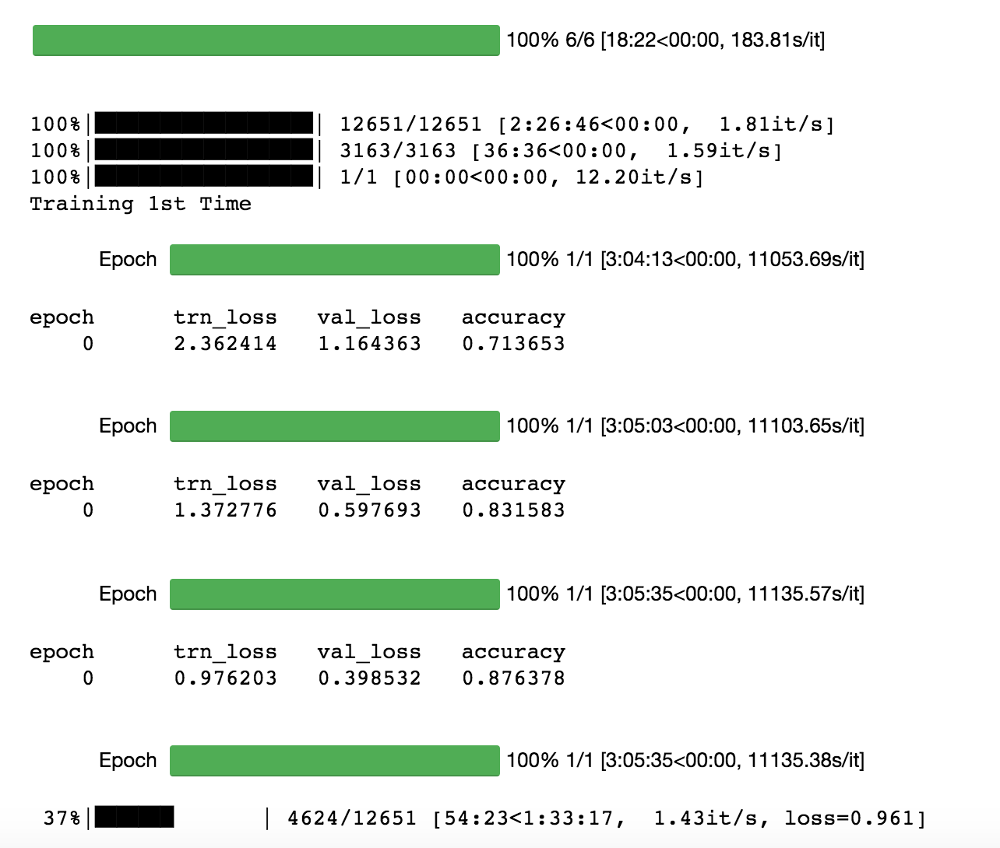 100% 6/6 [18:22<00:00, 183.81s/it]
100%| | 12651/12651 [2:26:46<00:00, 1.81it/s]
100%| | 3163/3163 [36:36<00:00, 1.59it/s]
100%| | 1/1 [00:00<00:00, 12.20it/s]
Training 1st Time
Epoch 100% 1/1 [3:04:13<00:00, 11053.69s/it]
epoch trn_loss val_loss accuracy
0 2.362414 1.164363 0.713653
Epoch 100% 1/1 [3:05:03<00:00, 11103.65s/it]
epoch trn_loss val_loss accuracy
0 1.372776 0.597693 0.831583
Epoch 100% 1/1 [3:05:35<00:00, 11135.57s/it]
epoch trn_loss val_loss accuracy
0 0.976203 0.398532 0.876378
Epoch 100% 1/1 [3:05:35<00:00, 11135.38s/it]
37%| | 4624/12651 [54:23<1:33:17, 1.43it/s, loss=0.961]